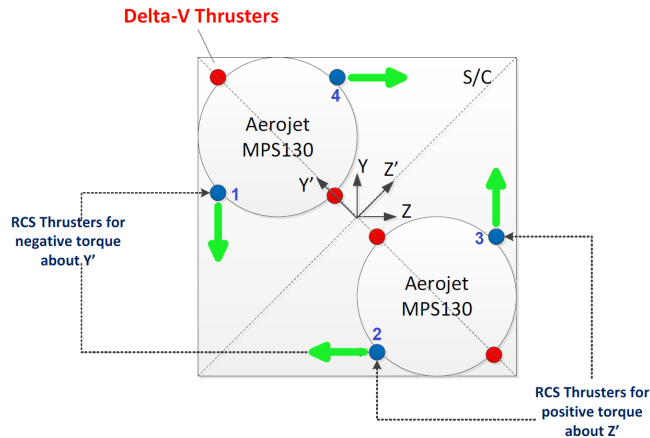 Delta-V Thrusters
S/C
4
Aerojet
MPS130
Y'
Y
Z'
Z
1
RCS Thrusters for
negative torque
about Y'
3
Aerojet
MPS130
2
RCS Thrusters for
positive torque
about Z'